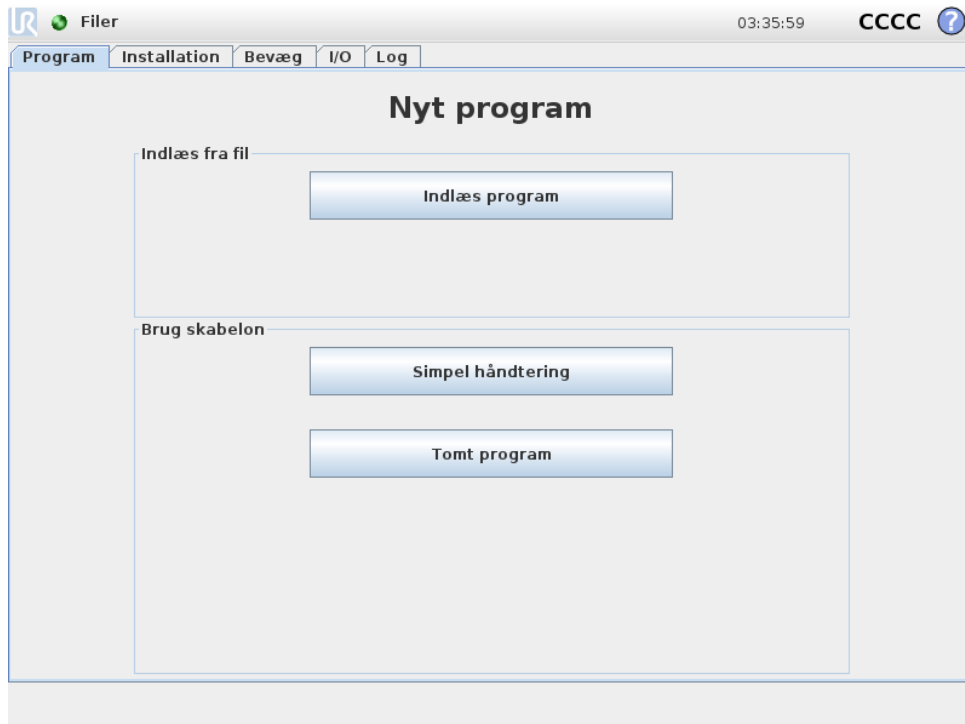 UR Filer 03:35:59 CCCC ?
Program Installation Bevæg I/O Log
Nyt program
Indlæs fra fil
Indlæs program
Brug skabelon
Simpel håndtering
Tomt program